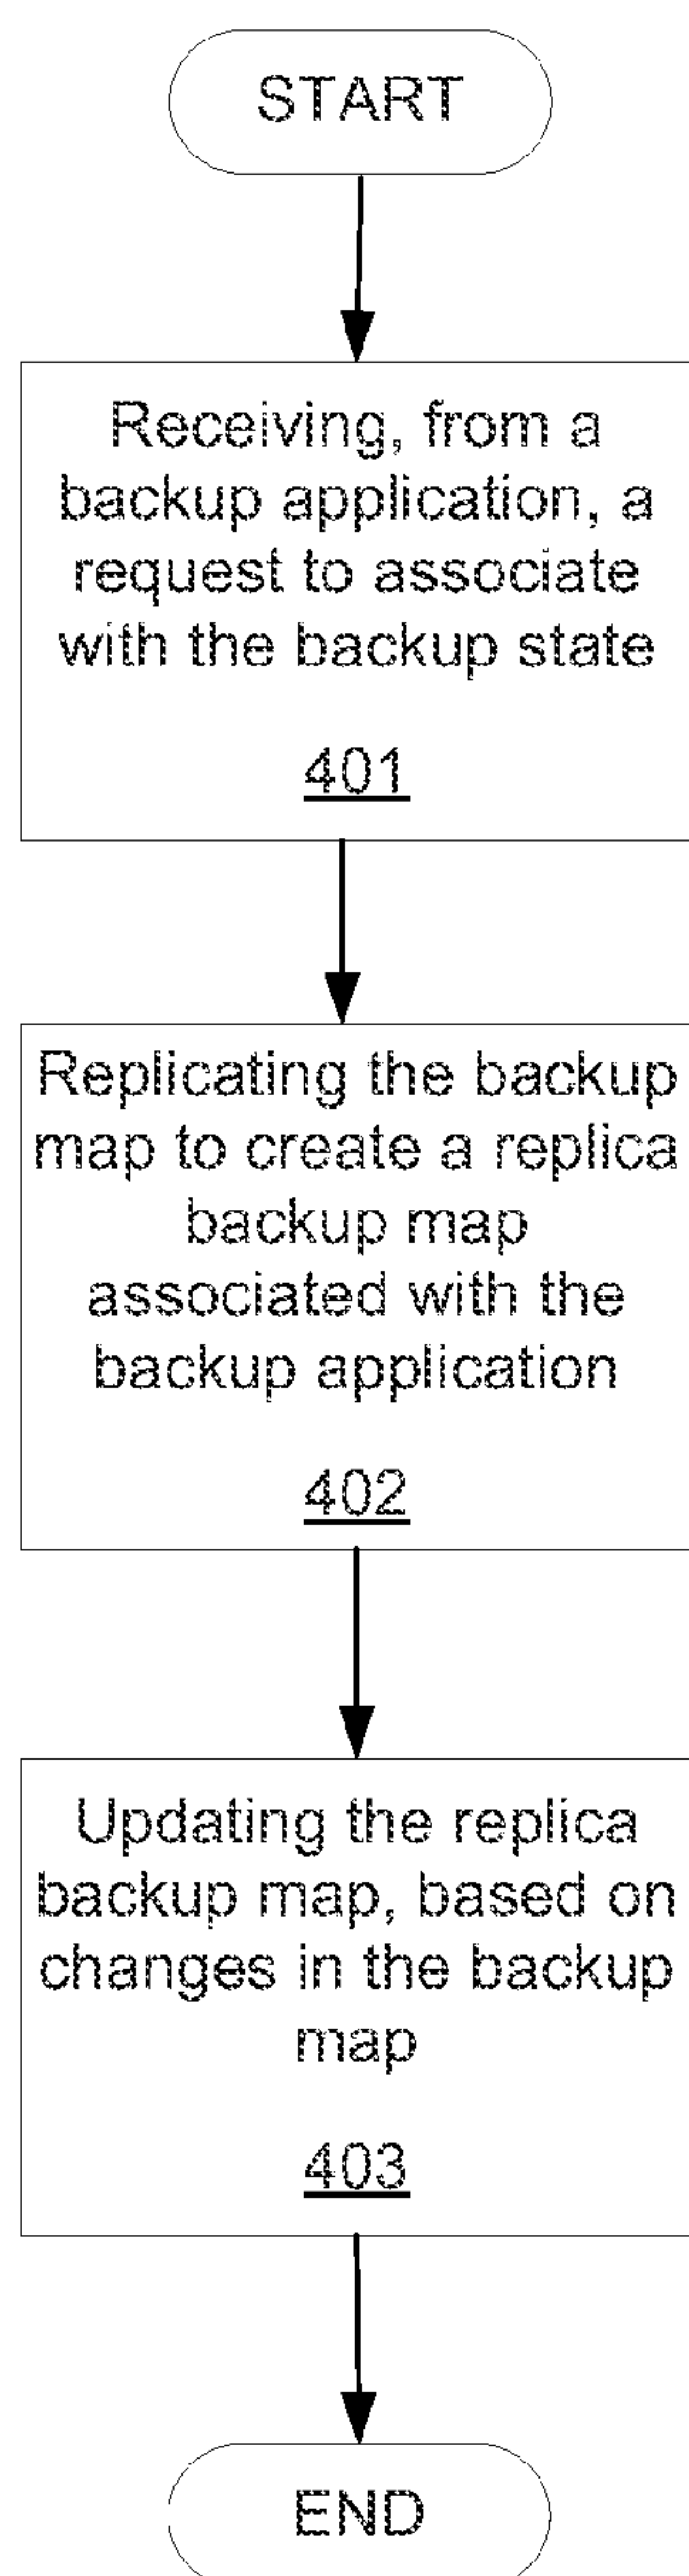 START
Receiving, from a
backup application, a
request to associate
with the backup state
401
Replicating the backup
map to create a replica
backup map
associated with the
backup application
402
Updating the replica
backup map, based on
changes in the backup
map
403
END